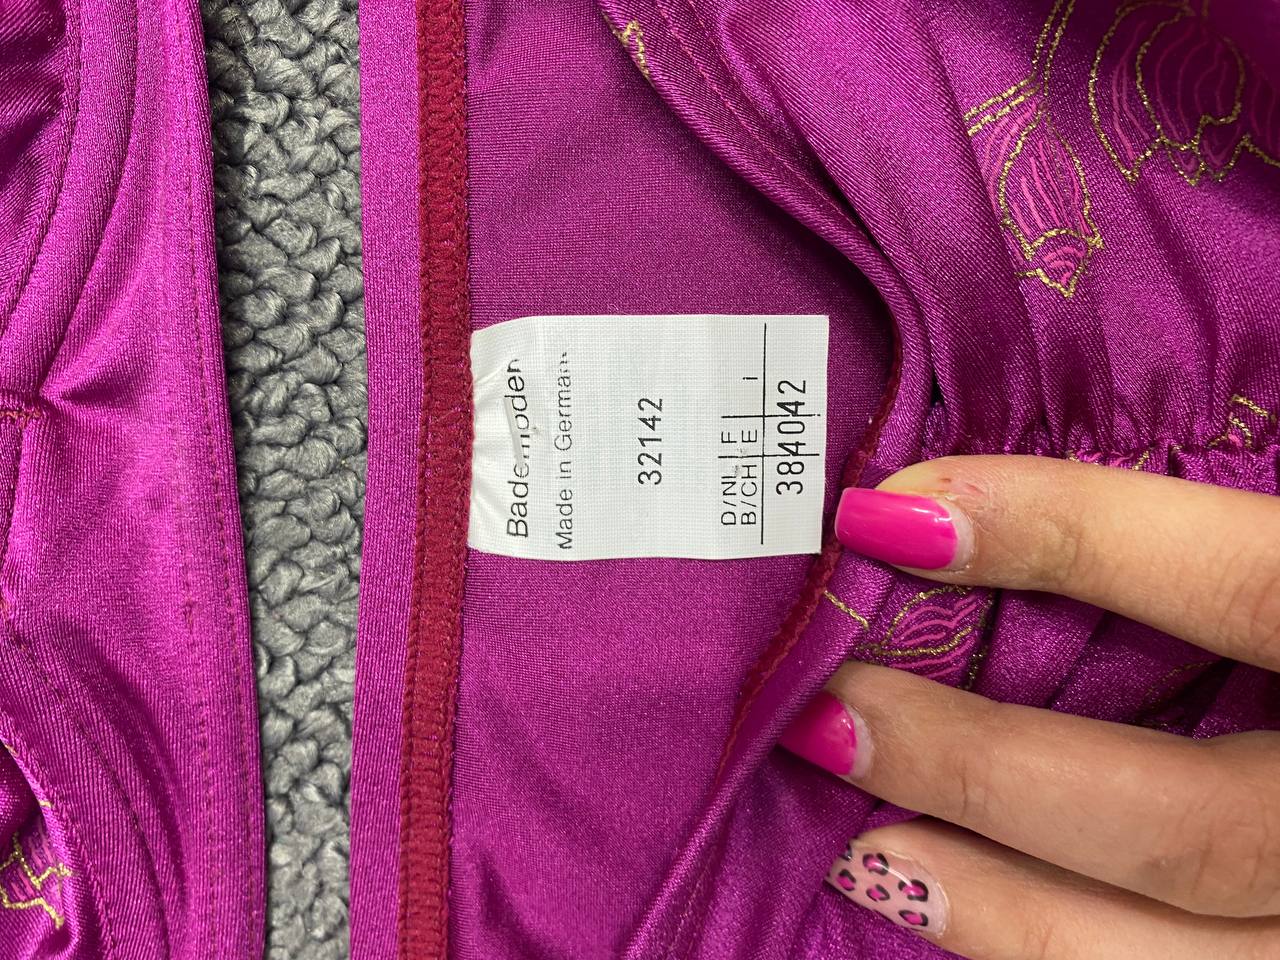 Bademoden
Made in Germany
32142
D/NL F
B/CH E i
38 40 42